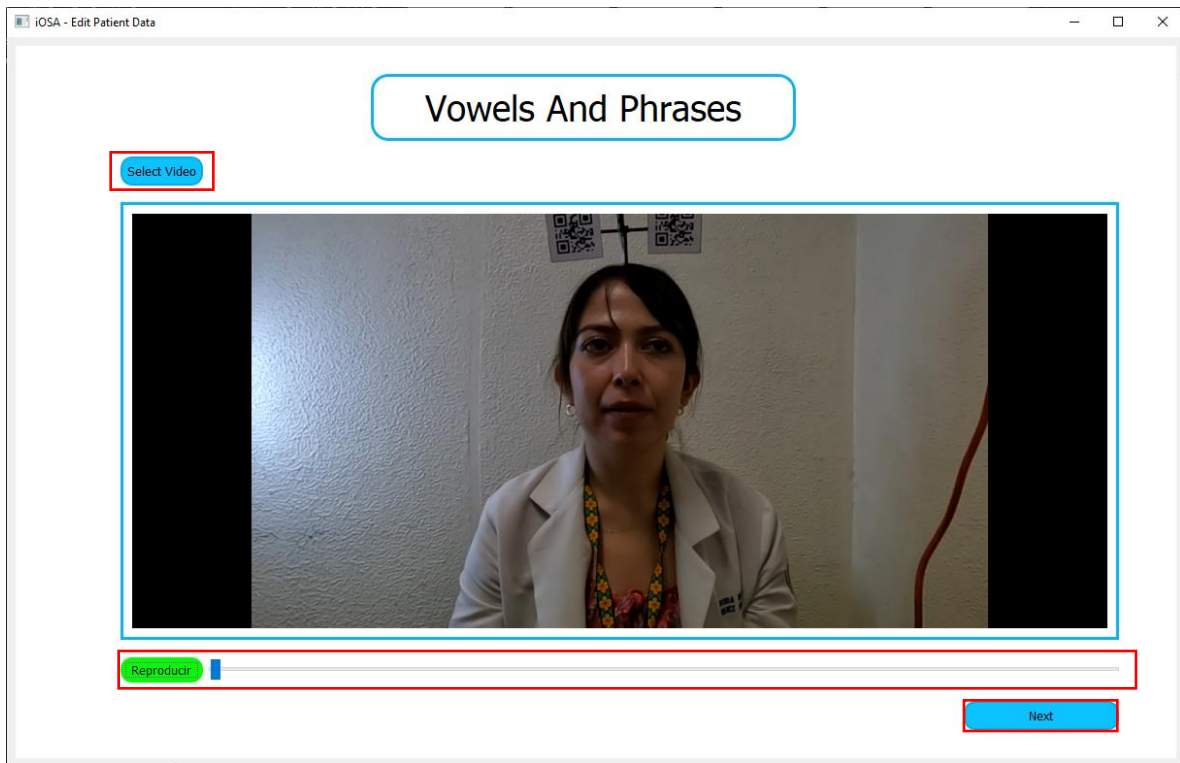 iOSA - Edit Patient Data
Vowels And Phrases
Select Video
Reproducir
Next